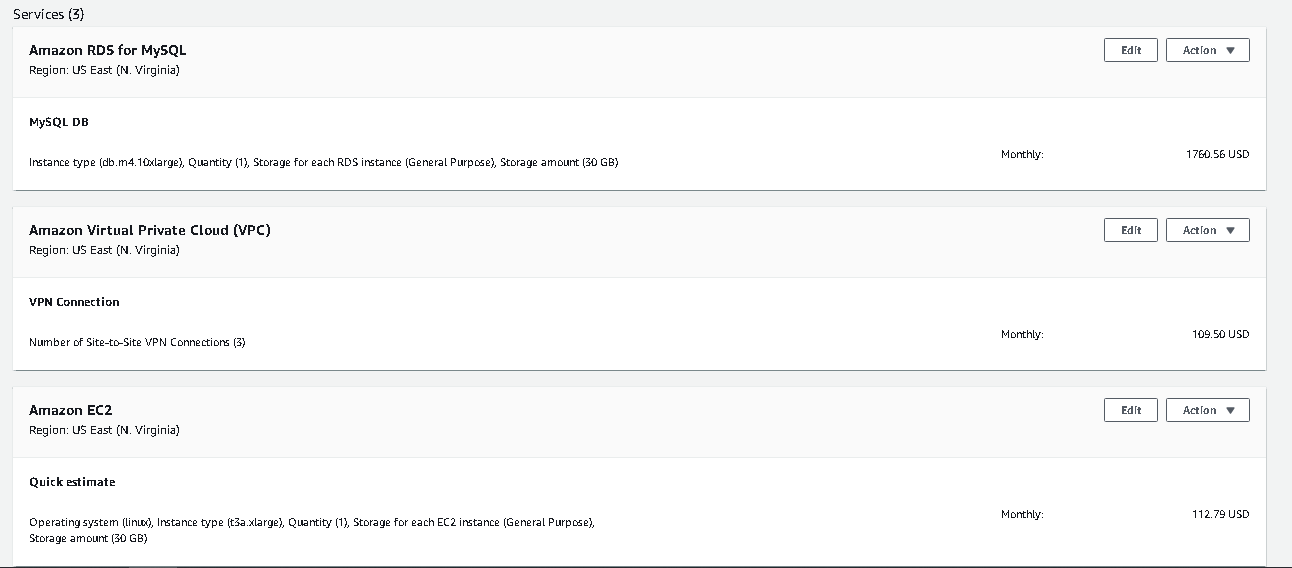 Services (3)
Amazon RDS for MySQL
Edit
Action
Region: US East (N. Virginia)
MySQL DB
Instance type (db.m4.10xlarge), Quantity (1), Storage for each RDS instance (General Purpose), Storage amount (30 GB)
Monthly:
1760.56 USD
Amazon Virtual Private Cloud (VPC)
Edit
Action
Region: US East (N. Virginia)
VPN Connection
Number of Site-to-Site VPN Connections (3)
Monthly:
109.50 USD
Amazon EC2
Edit
Action
Region: US East (N. Virginia)
Quick estimate
Operating system (linux), Instance type (t3a.xlarge), Quantity (1), Storage for each EC2 instance (General Purpose),
Storage amount (30 GB)
Monthly:
112.79 USD